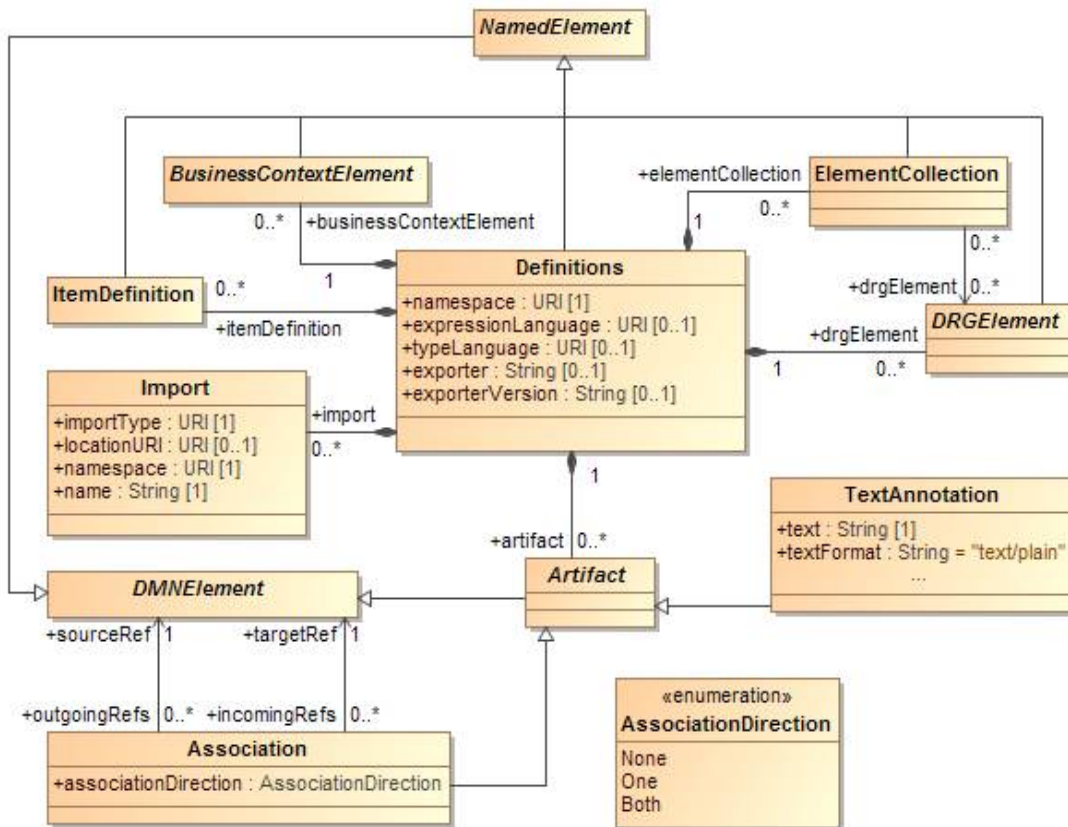 NamedElement
BusinessContextElement
+elementCollection
ElementCollection
0..*
+businessContextElement
1
0..*
0..*
1
Definitions
ItemDefinition
0..*
+itemDefinition
+namespace : URI [1]
+expressionLanguage : URI [0..1]
+typeLanguage : URI [0..1]
+exporter : String [0..1]
+exporterVersion : String [0..1]
+drgElement
0..*
DRGElement
+drgElement
1
0..*
Import
+importType : URI [1]
+locationURI : URI [0..1]
+namespace : URI [1]
+name : String [1]
+import
0..*
1
+artifact
0..*
TextAnnotation
+text : String [1]
+textFormat : String = "text/plain"
...
DMNElement
Artifact
+sourceRef
1
+targetRef
1
+outgoingRefs
0..*
+incomingRefs
0..*
Association
+associationDirection : AssociationDirection
«enumeration»
AssociationDirection
None
One
Both